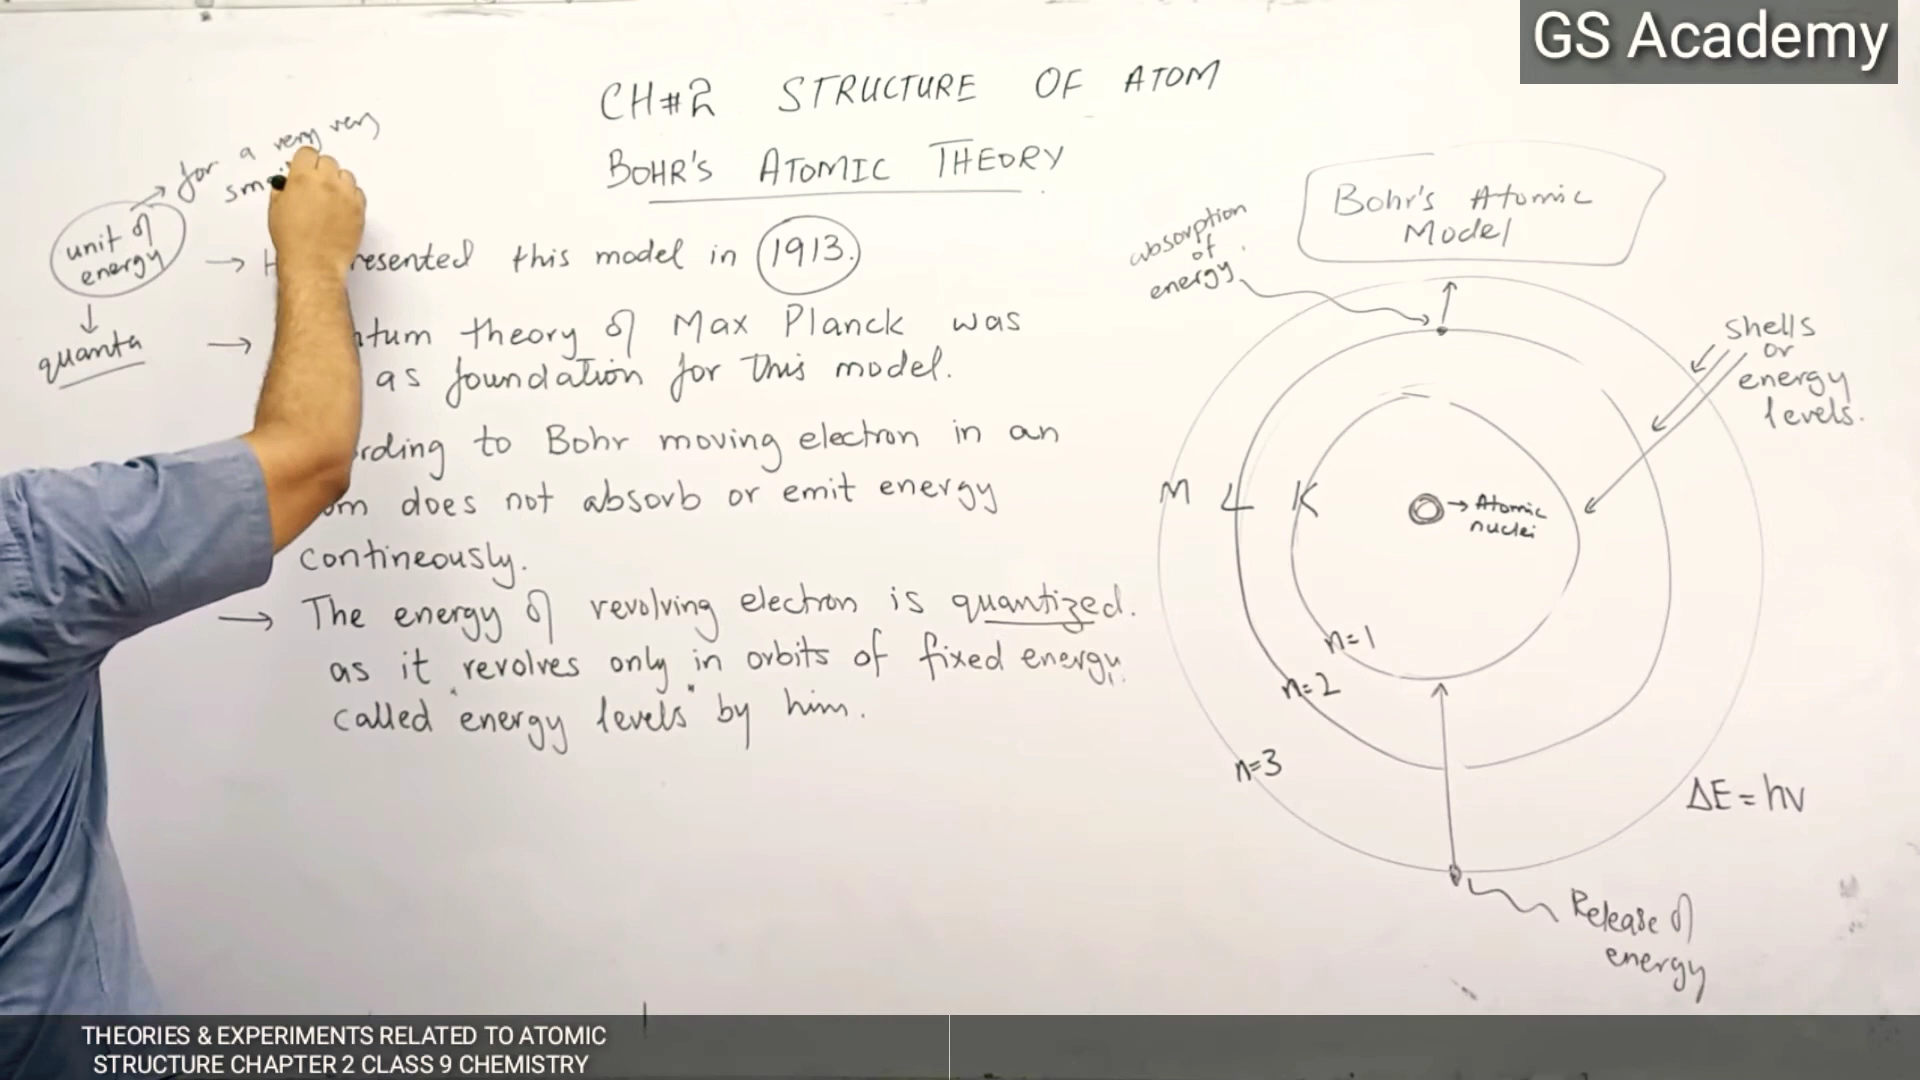 GS Academy
CH#2 STRUCTURE OF ATOM
BOHR'S ATOMIC THEORY
for a very very
unit of
energy
quanta
→ resented this model in 1913.
→ ntum theory of Max Planck was
as foundation for this model.
rding to Bohr moving electron in an
om does not absorb or emit energy
contineously.
→ The energy of revolving electron is quantized.
as it revolves only in orbits of fixed energy
called "energy levels" by him.
Bohr's Atomic
Model
absorption
of
energy.
shells
or
energy
levels.
M L K
→ Atomic
nuclei
n=1
n=2
n=3
ΔE = hν
Release of
energy
THEORIES & EXPERIMENTS RELATED TO ATOMIC
STRUCTURE CHAPTER 2 CLASS 9 CHEMISTRY